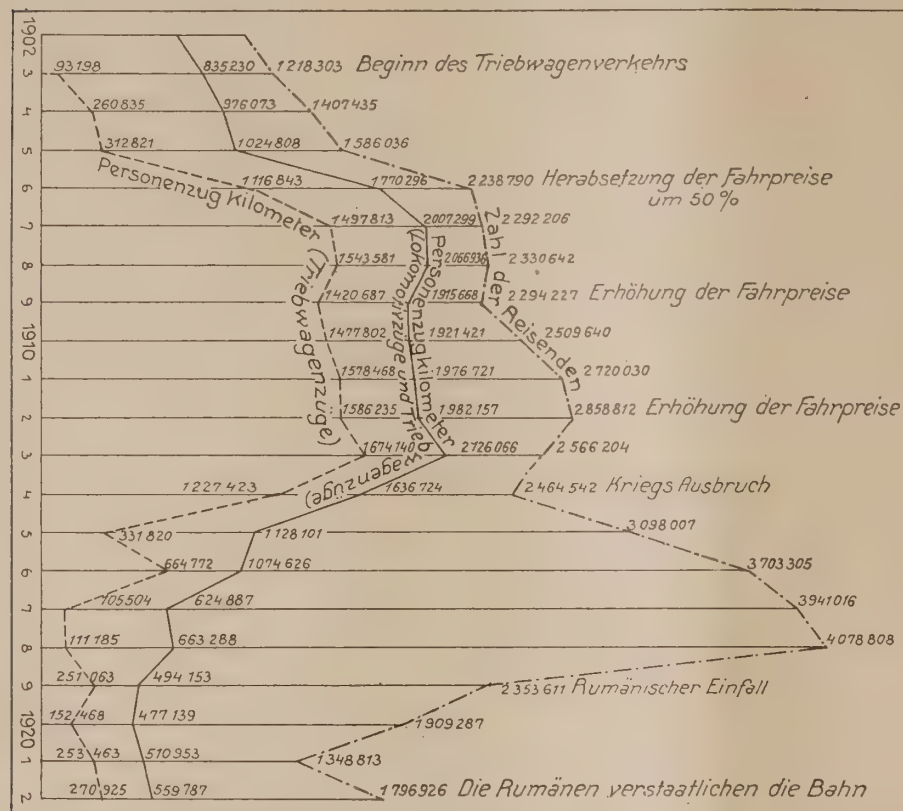 1902
3 93198 835230 1218303 Beginn des Triebwagenverkehrs
4 260835 976073 1407435
5 312821 1024808 1586036
6 1116843 1770296 2238790 Herabsetzung der Fahrpreise
um 50 %
7 1497813 2007299 2292206
8 1543581 2066936 2330642
9 1420687 1915668 2294227 Erhöhung der Fahrpreise
1910 1477802 1921421 2509640
1 1578468 1976721 2720030
2 1586235 1982157 2858812 Erhöhung der Fahrpreise
3 1674140 2126066 2566204
4 1227423 1636724 2464542 Kriegs Ausbruch
5 331820 1128101 3098007
6 664772 1074626 3703305
7 105504 624887 3941016
8 111185 663288 4078808
9 251063 494153 2353611 Rumänischer Einfall
1920 152468 477139 1909287
1 253463 510953 1348813
2 270925 559787 1796926 Die Rumänen verstaatlichen die Bahn
Personenzug Kilometer (Triebwagenzüge)
Personenzugkilometer
(Lokomotivzüge und Triebwagenzüge)
Zahl der Reisenden